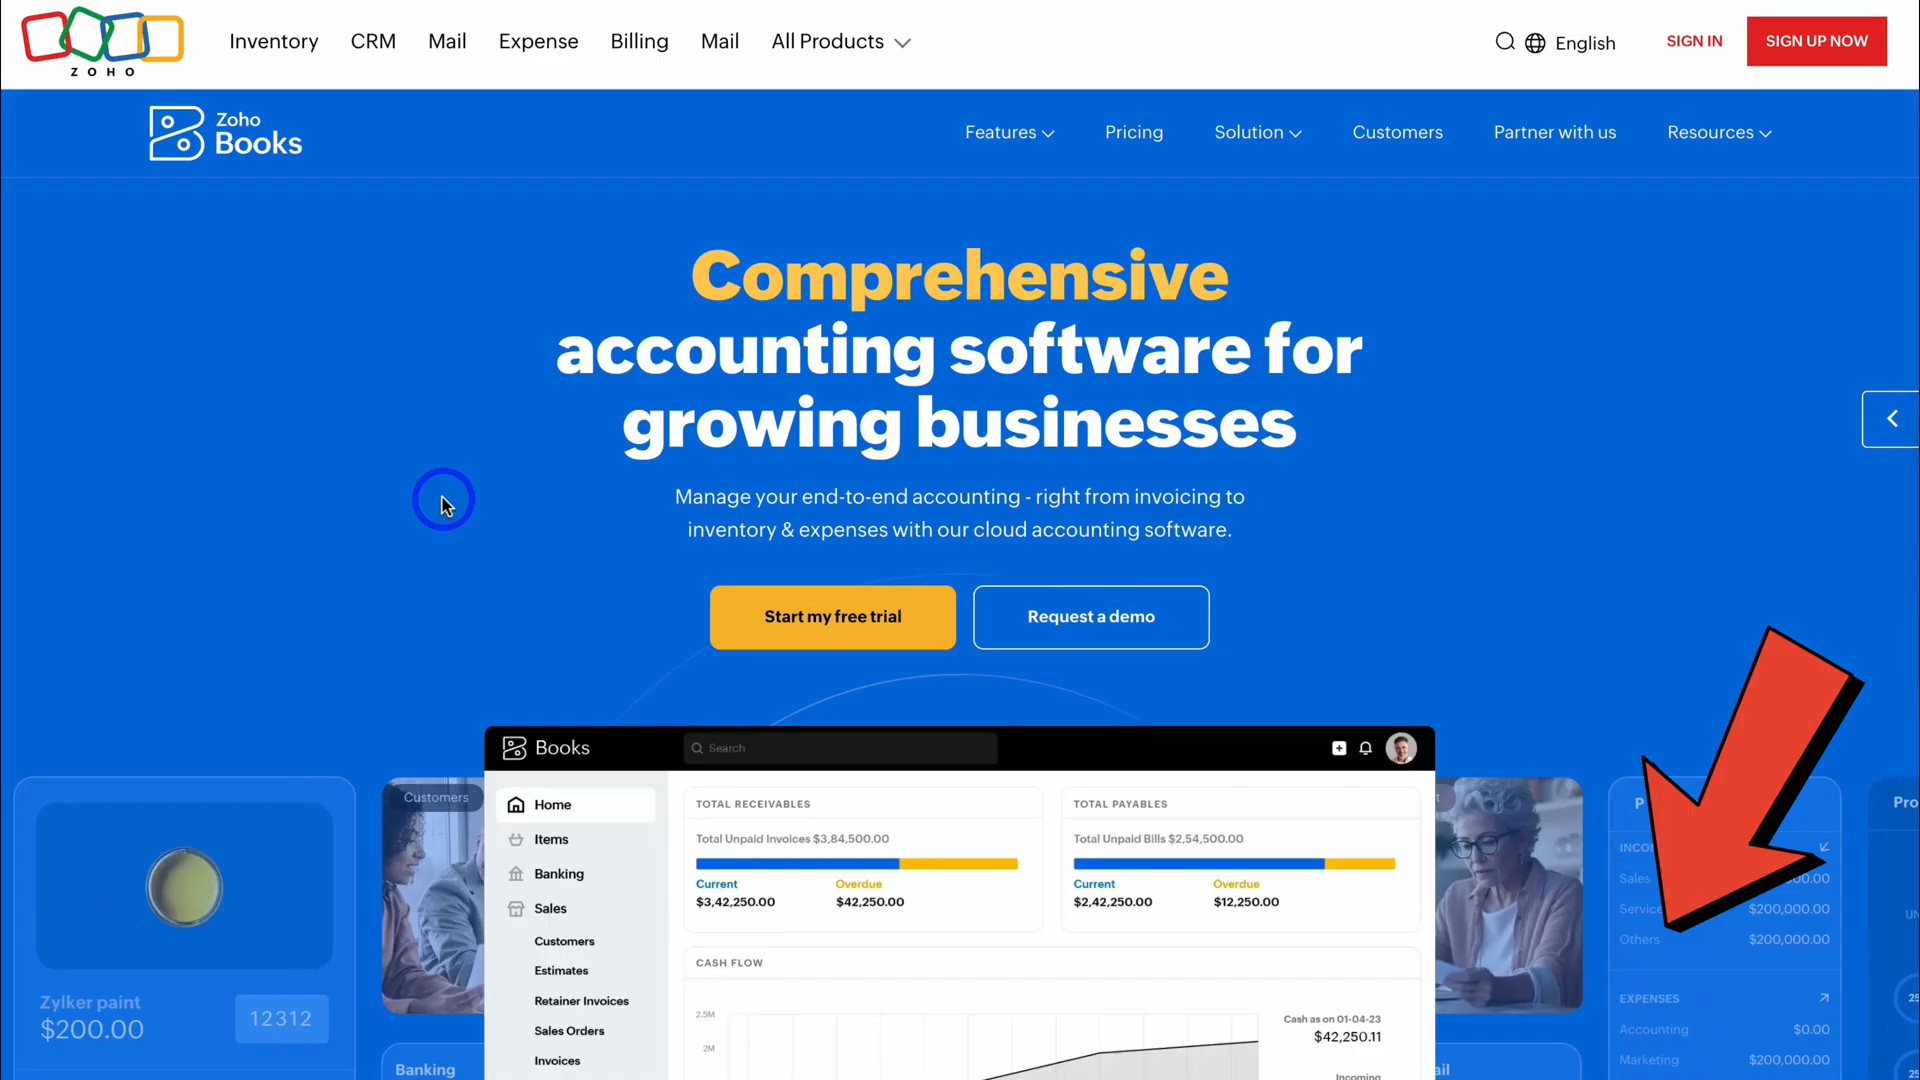 ZOHO
Inventory
CRM
Mail
Expense
Billing
Mail
All Products
English
SIGN IN
SIGN UP NOW
Zoho
Books
Features
Pricing
Solution
Customers
Partner with us
Resources
Comprehensive
accounting software for
growing businesses
Manage your end-to-end accounting - right from invoicing to
inventory & expenses with our cloud accounting software.
Start my free trial
Request a demo
Zylker paint
$200.00
12312
Customers
Banking
Books
Search
Home
Items
Banking
Sales
Customers
Estimates
Retainer Invoices
Sales Orders
Invoices
TOTAL RECEIVABLES
Total Unpaid Invoices $3,84,500.00
Current
Overdue
$3,42,250.00
$42,250.00
TOTAL PAYABLES
Total Unpaid Bills $2,54,500.00
Current
Overdue
$2,42,250.00
$12,250.00
CASH FLOW
2.5M
2M
Cash as on 01-04-23
$42,250.11
Incoming
Sales
Others
$200,000.00
$200,000.00
EXPENSES
Accounting
$0.00
Marketing
$200,000.00